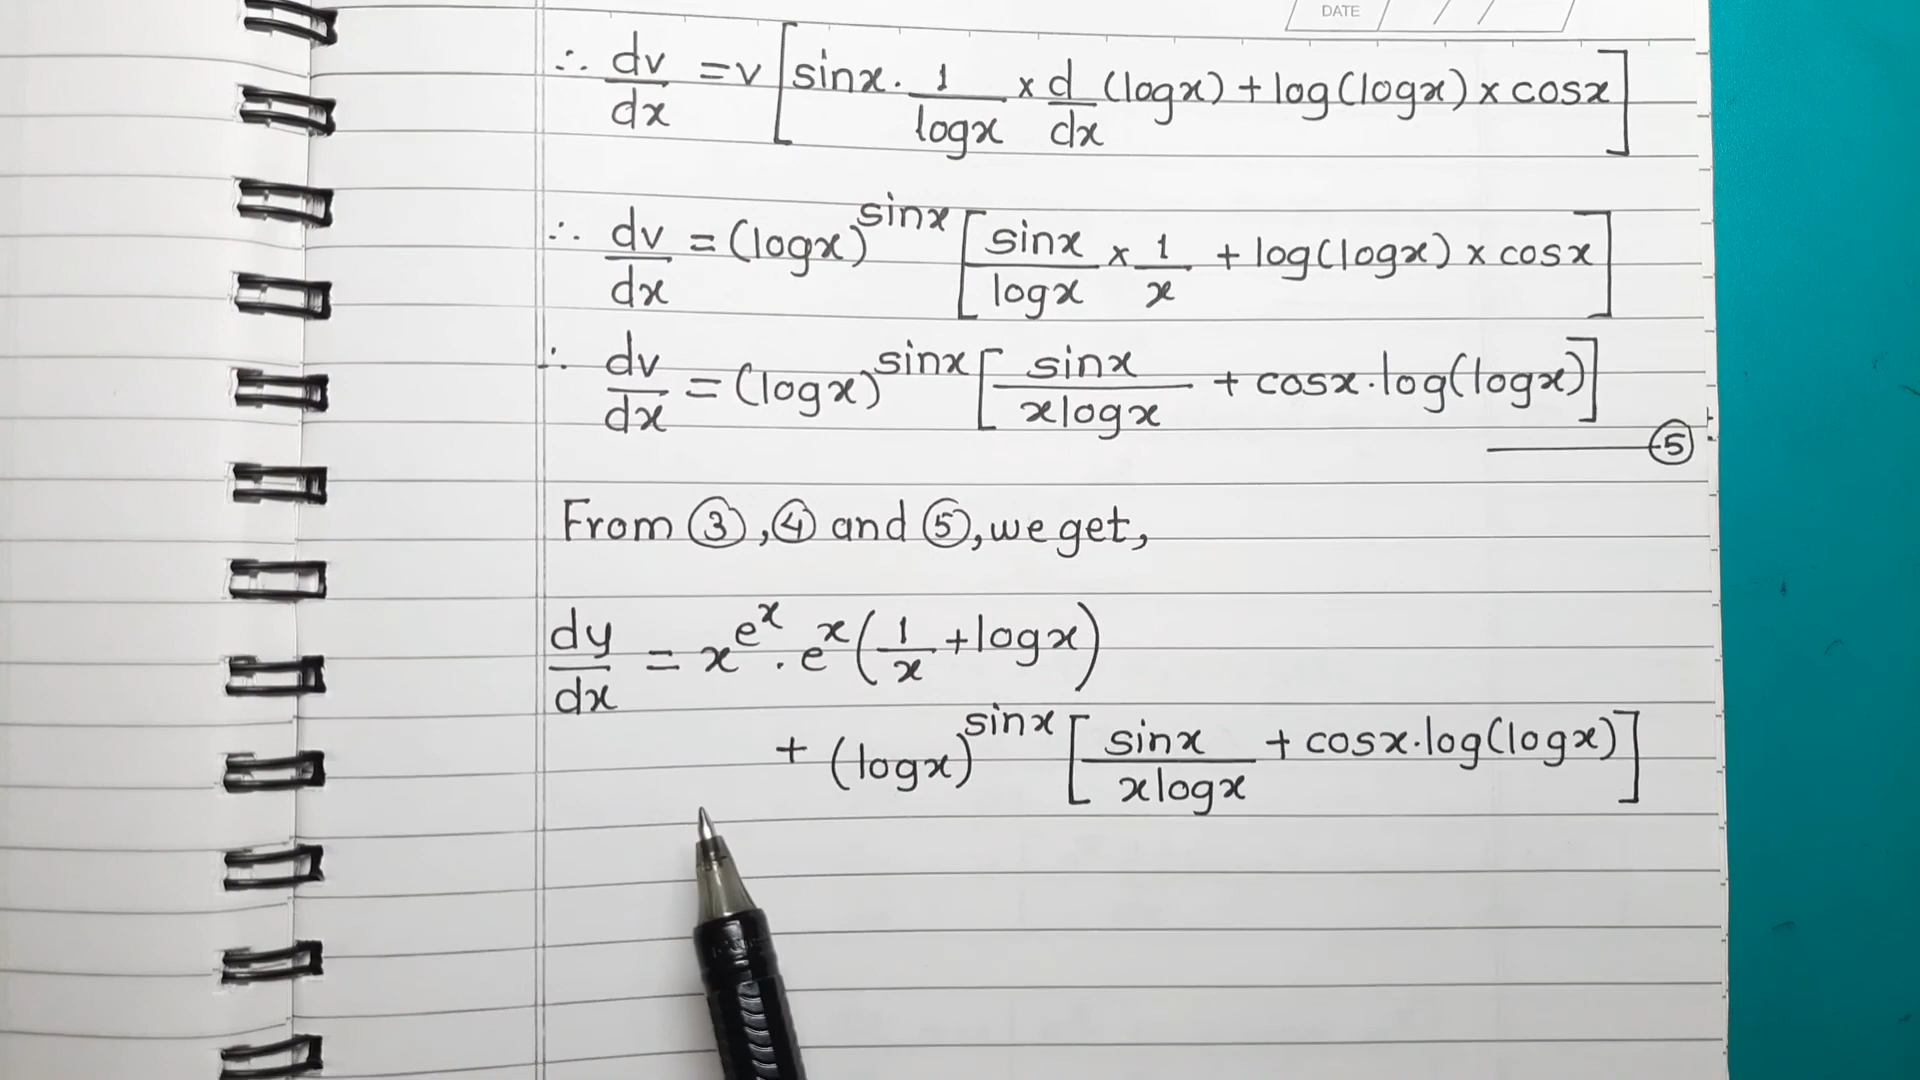 DATE / /
∴ dv/dx = v [sinx · 1/logx × d/dx (logx) + log(logx) × cosx]
∴ dv/dx = (logx)^sinx [sinx/logx × 1/x + log(logx) × cosx]
∴ dv/dx = (logx)^sinx [sinx/xlogx + cosx·log(logx)]
—— ⑤
From ③, ④ and ⑤, we get,
dy/dx = x^e^x · e^x (1/x + logx)
+ (logx)^sinx [sinx/xlogx + cosx·log(logx)]